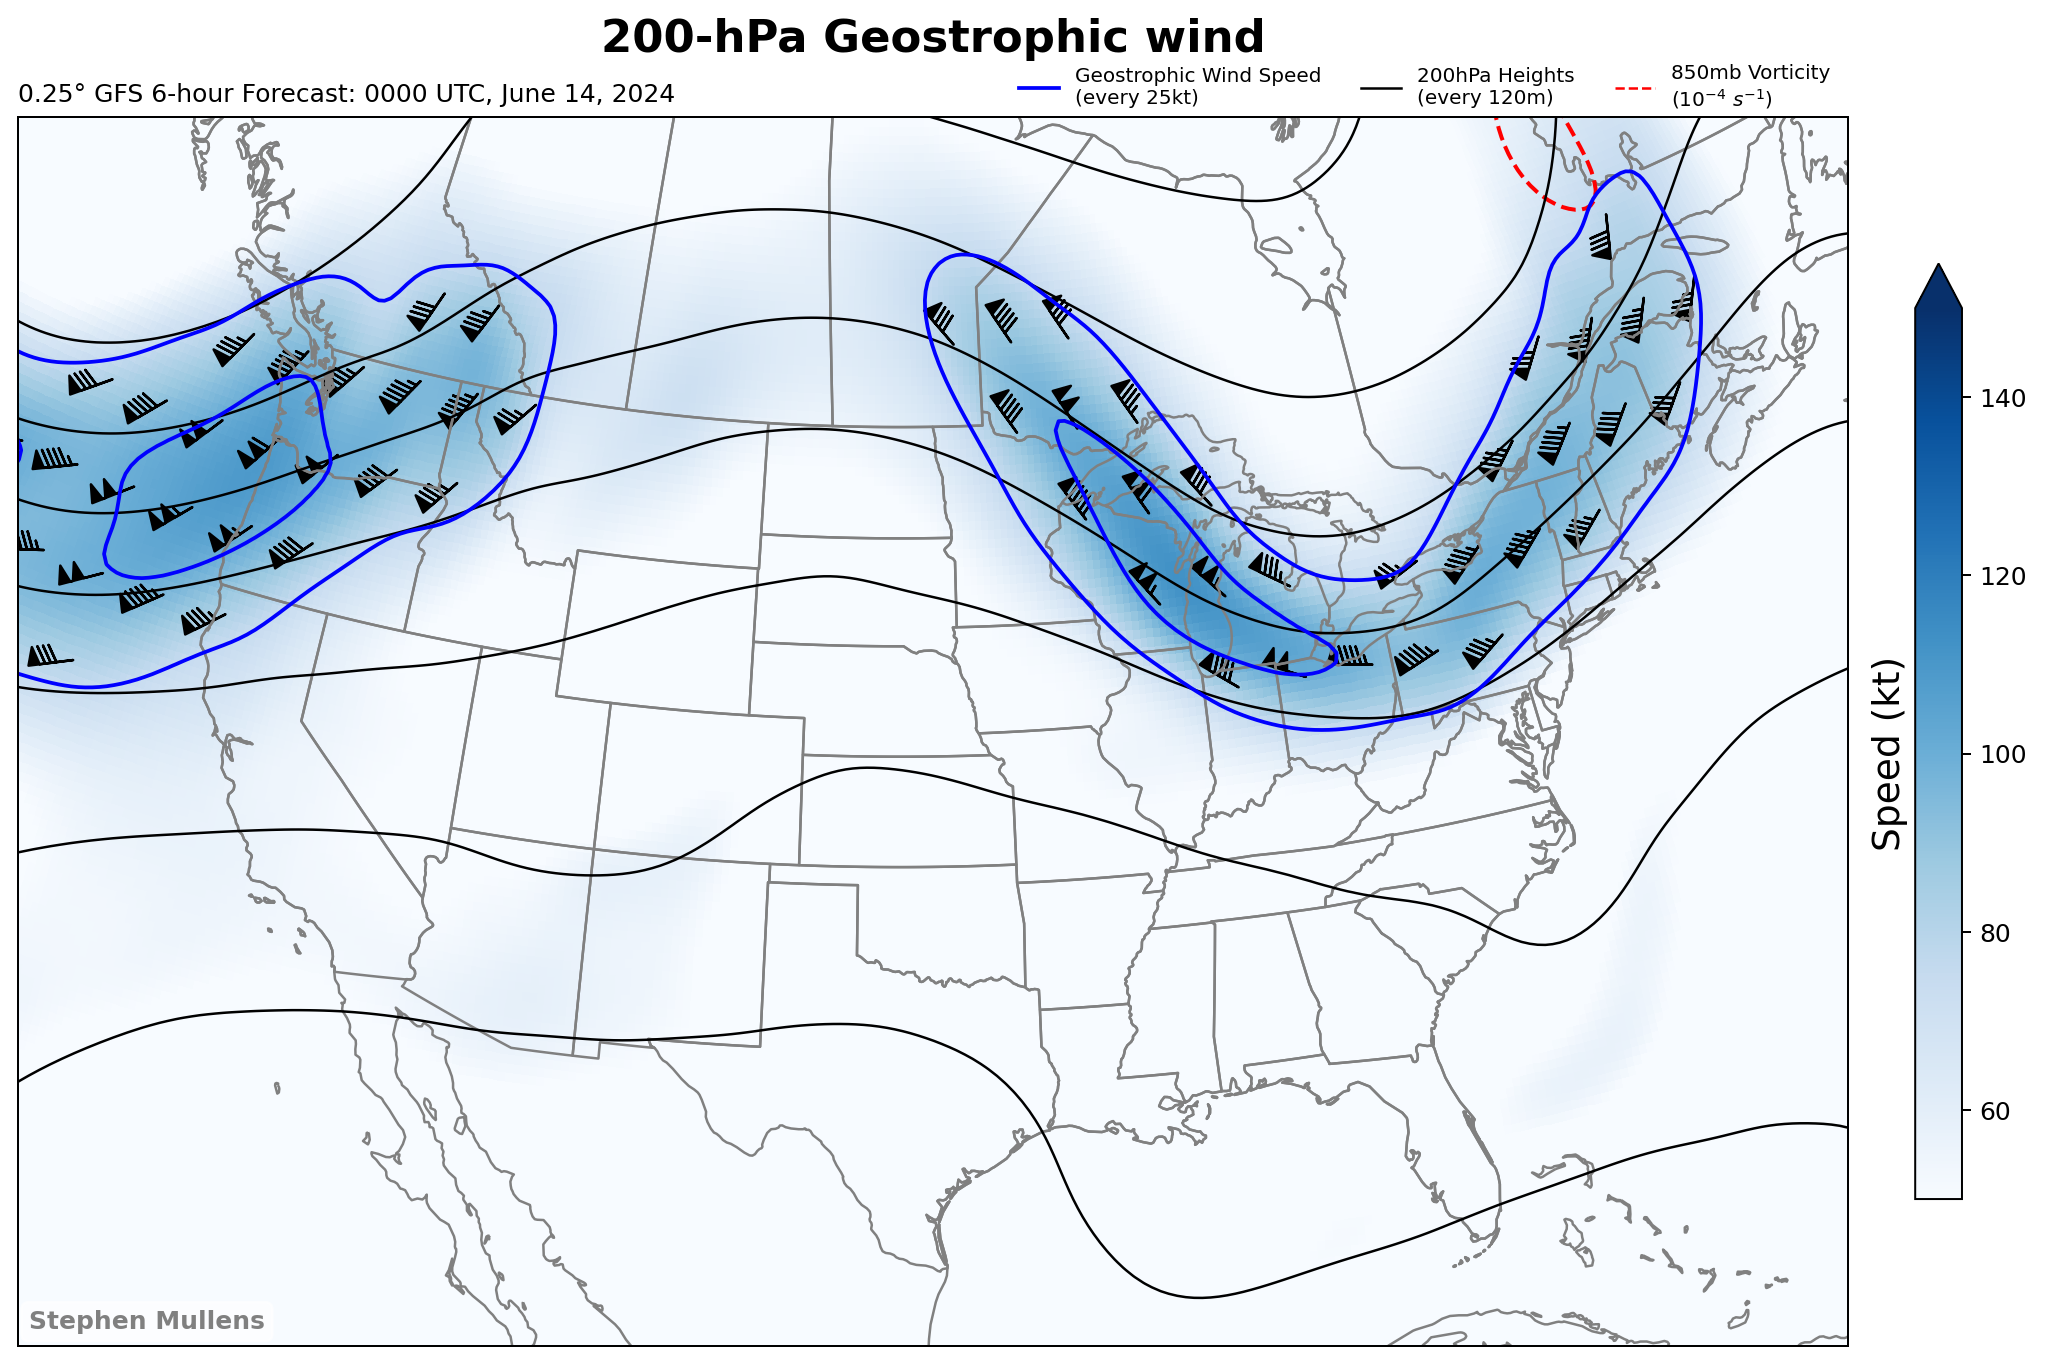 200-hPa Geostrophic wind
0.25° GFS 6-hour Forecast: 0000 UTC, June 14, 2024
Geostrophic Wind Speed
(every 25kt)
200hPa Heights
(every 120m)
850mb Vorticity
(10⁻⁴ s⁻¹)
140
120
100
80
60
Speed (kt)
Stephen Mullens